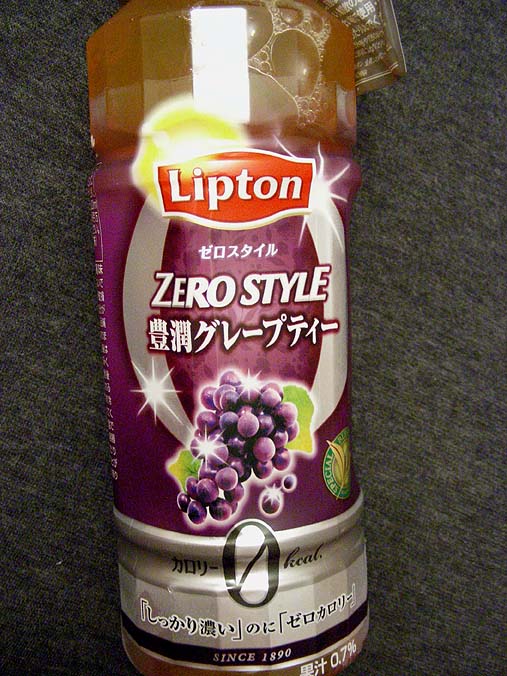 Lipton
ゼロスタイル
ZERO STYLE
豊潤グレープティー
SPECIAL
カロリー 0 kcal.
「しっかり濃い」のに「ゼロカロリー」
SINCE 1890
果汁 0.7%